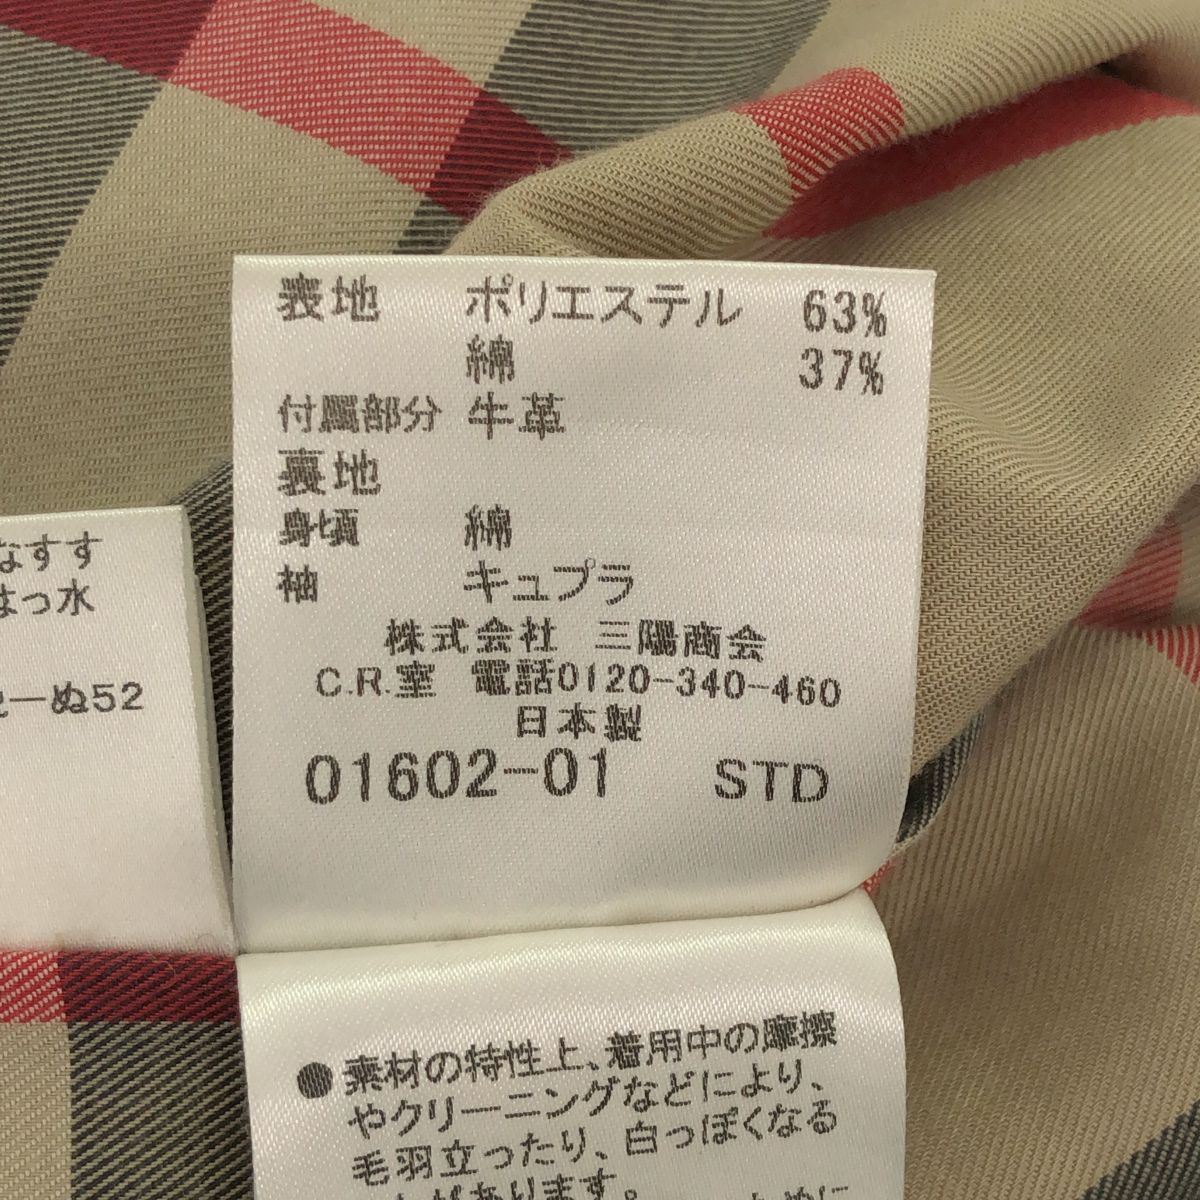 表地 ポリエステル 63%
綿 37%
付属部分 牛革
裏地
身頃 綿
袖 キュプラ
株式会社 三陽商会
C.R.室 電話0120-340-460
日本製
01602-01 STD
なすす
はっ水
ーぬ52
●素材の特性上、着用中の摩擦
やクリーニングなどにより、
毛羽立ったり、白っぽくなる
があります。